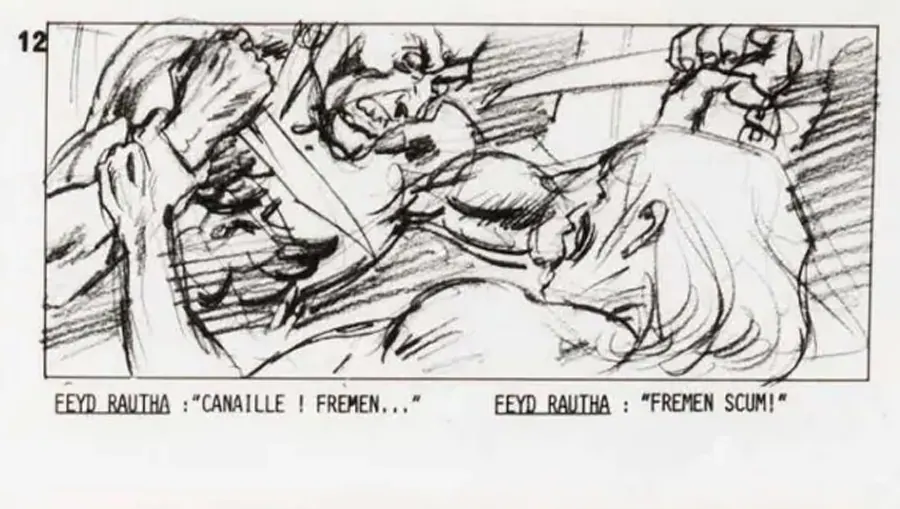 12
FEYD RAUTHA :"CANAILLE ! FREMEN..." FEYD RAUTHA : "FREMEN SCUM!"